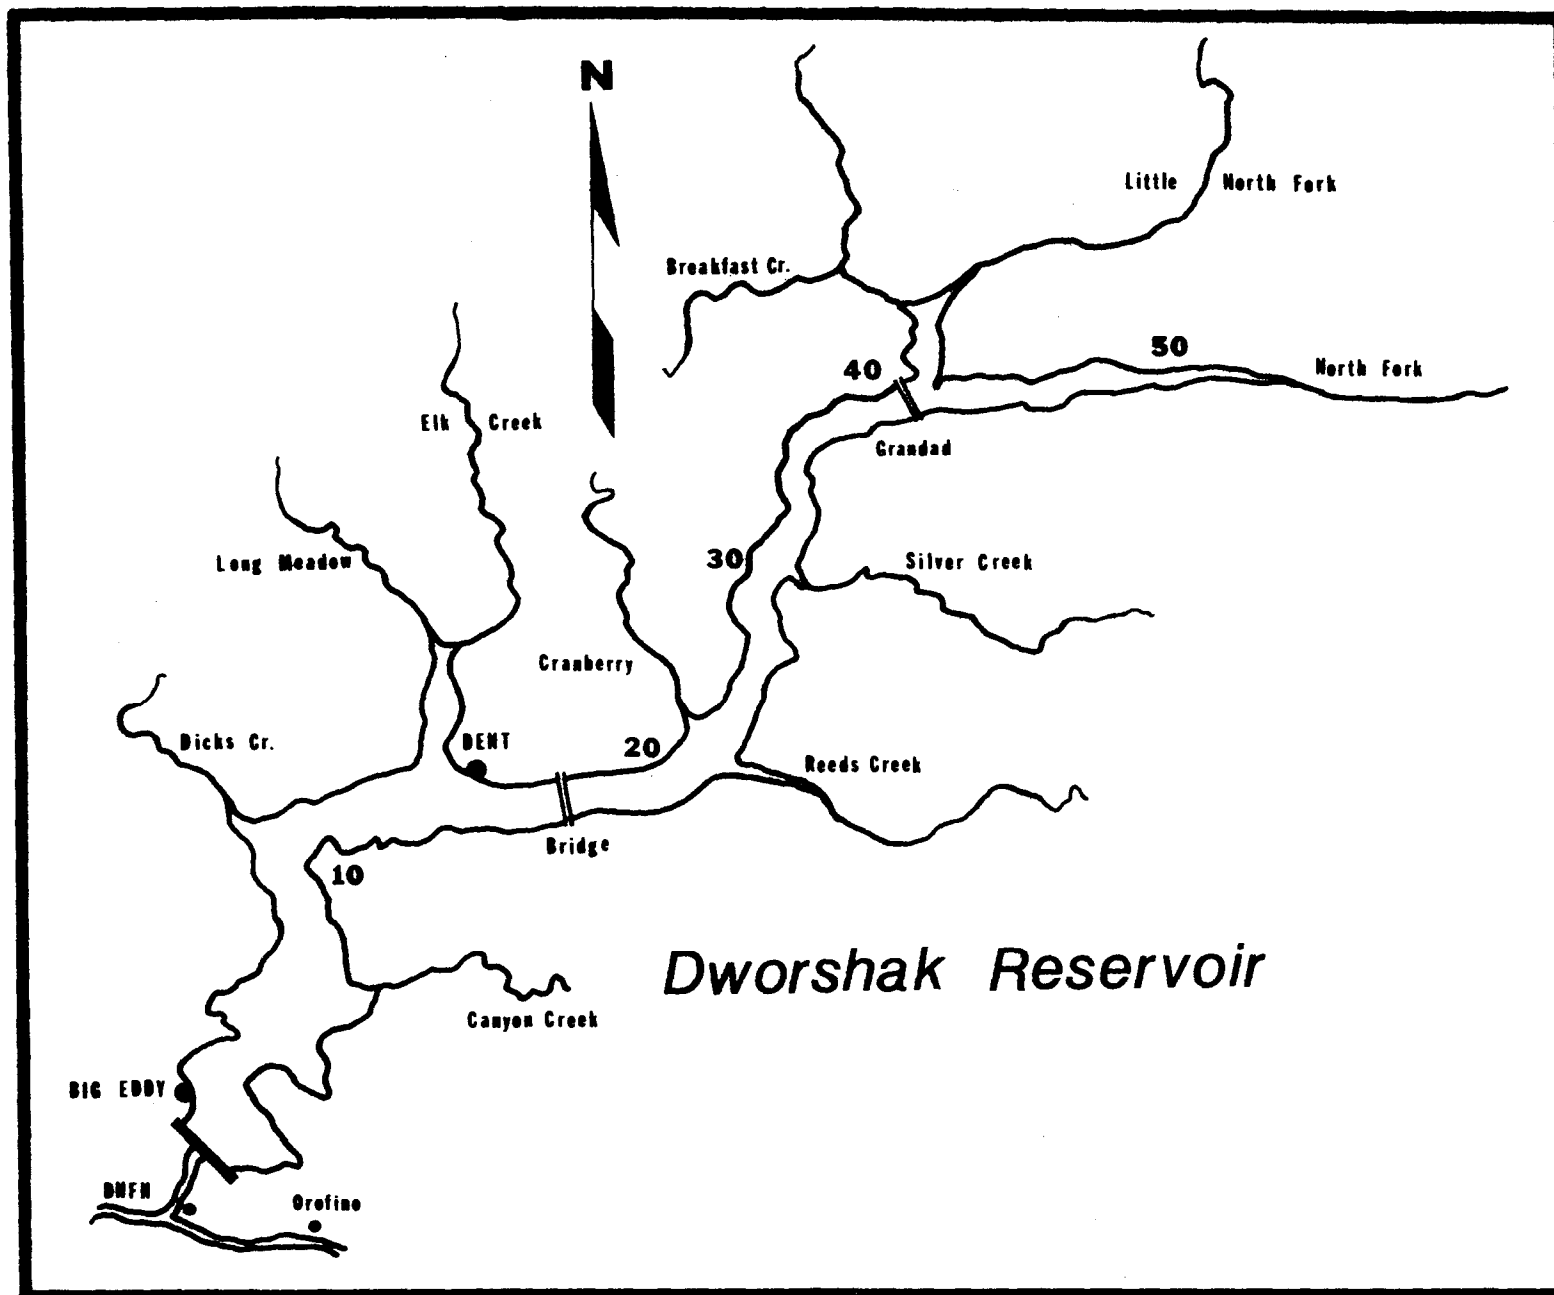 N
Little North Fork
Breakfast Cr.
50
40
North Fork
Elk Creek
Grandad
30
Silver Creek
Long Meadow
Cranberry
Dicks Cr.
DENT
20
Reeds Creek
Bridge
10
Dworshak Reservoir
Canyon Creek
BIG EDDY
DNFH
Orofino